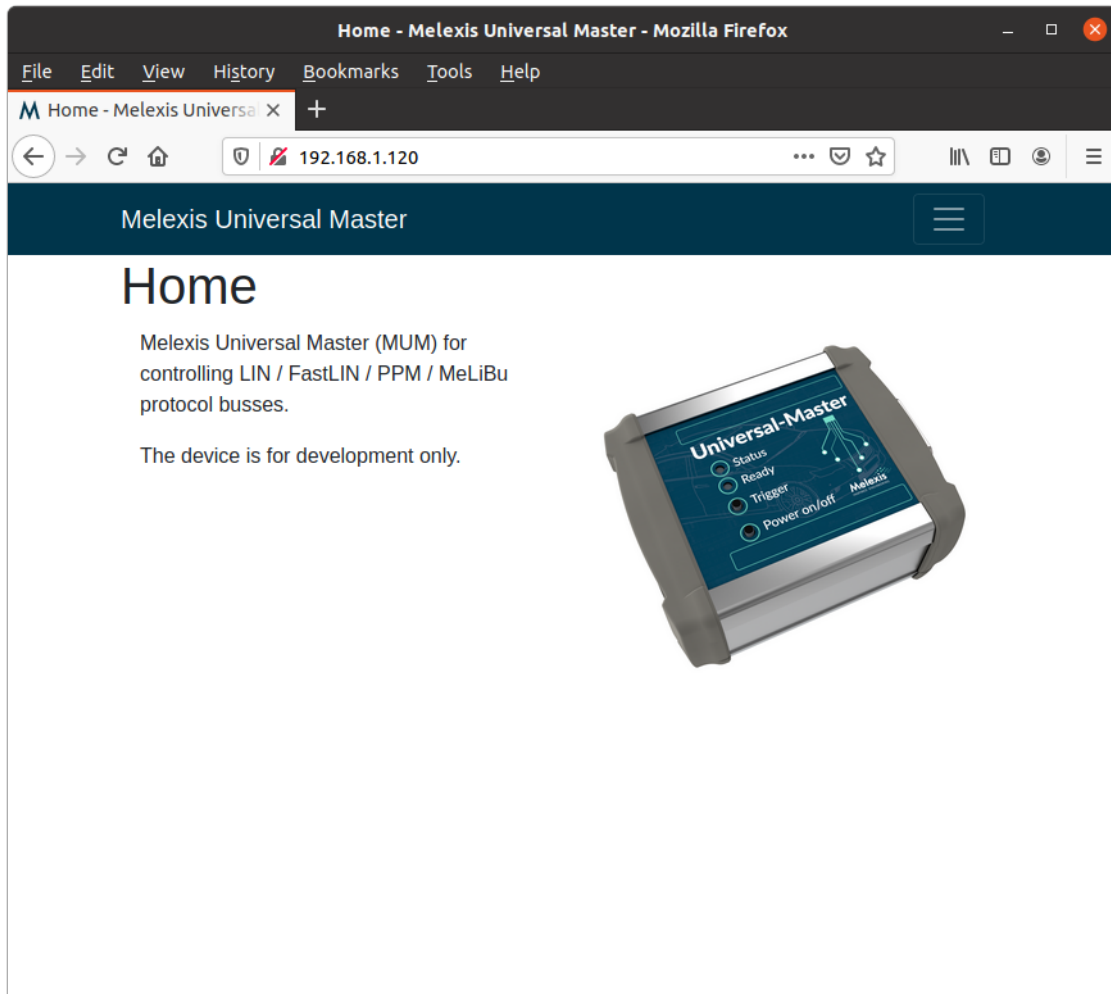 Home - Melexis Universal Master - Mozilla Firefox
File Edit View History Bookmarks Tools Help
Home - Melexis Universal
192.168.1.120
Melexis Universal Master
Home
Melexis Universal Master (MUM) for
controlling LIN / FastLIN / PPM / MeLiBu
protocol busses.
The device is for development only.
Universal-Master
Status
Ready
Trigger
Power on/off
Melexis